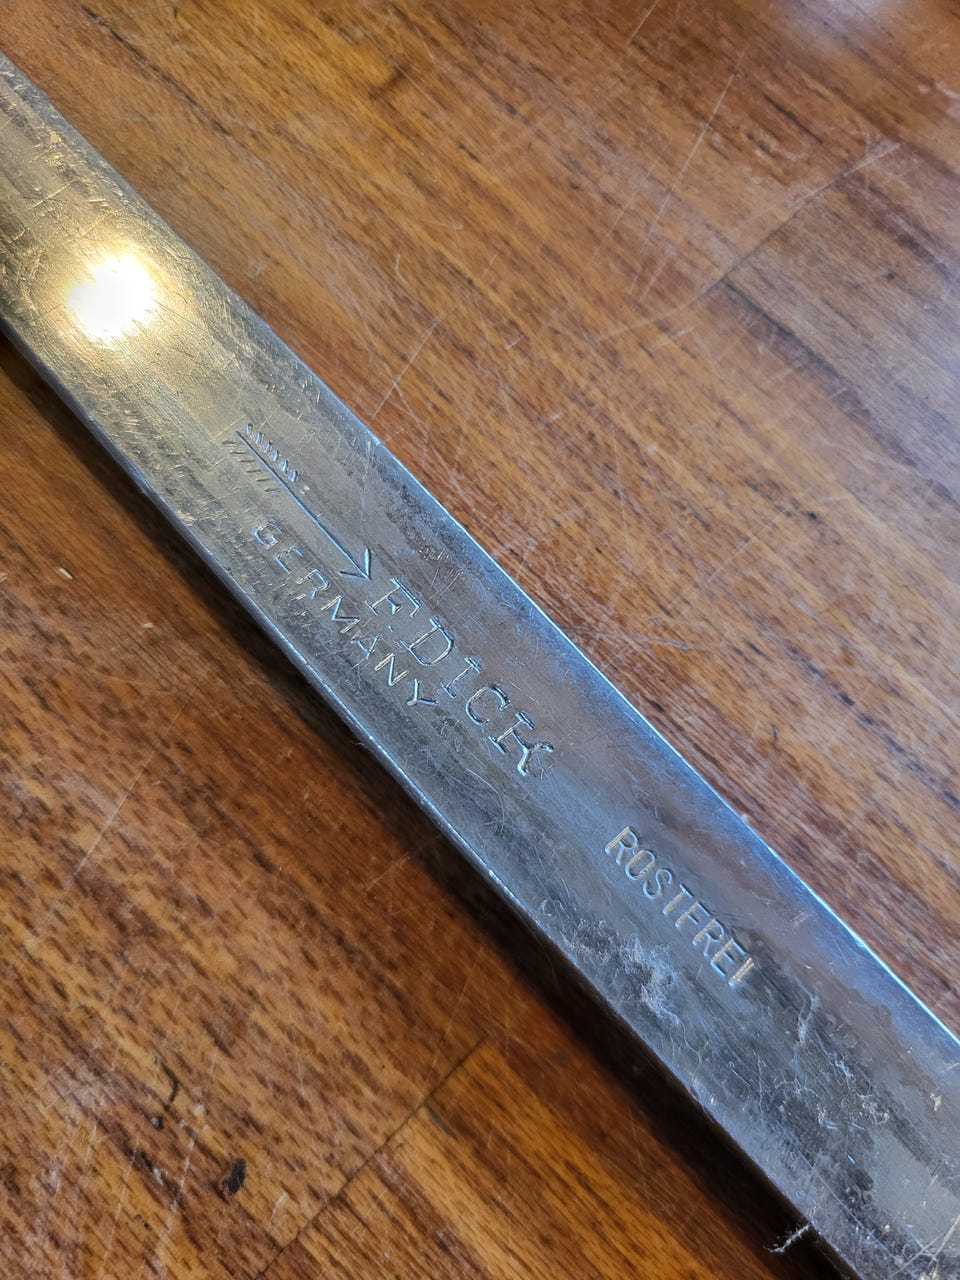 F. DICK
GERMANY
ROSTFREI